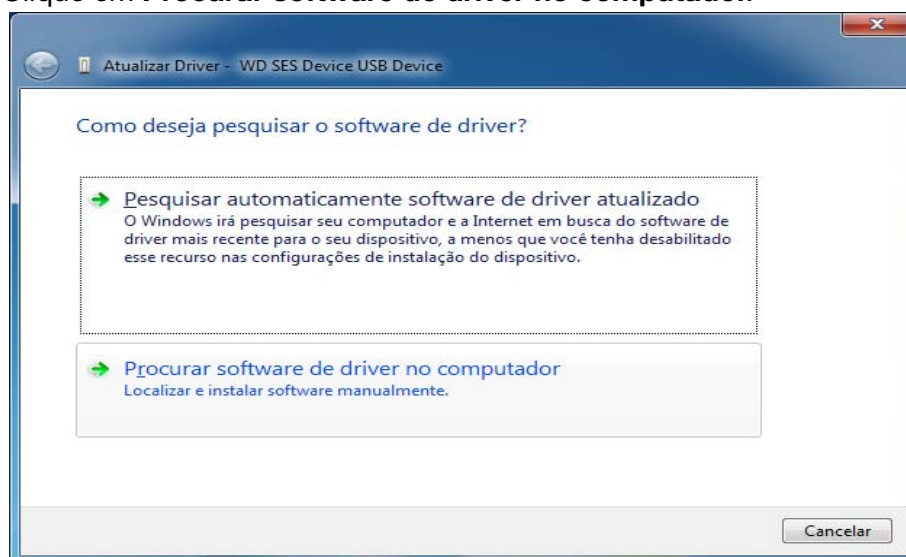 Clique em Procurar software de driver no computador.
Atualizar Driver - WD SES Device USB Device
Como deseja pesquisar o software de driver?
Pesquisar automaticamente software de driver atualizado
O Windows irá pesquisar seu computador e a Internet em busca do software de
driver mais recente para o seu dispositivo, a menos que você tenha desabilitado
esse recurso nas configurações de instalação do dispositivo.
Procurar software de driver no computador
Localizar e instalar software manualmente.
Cancelar